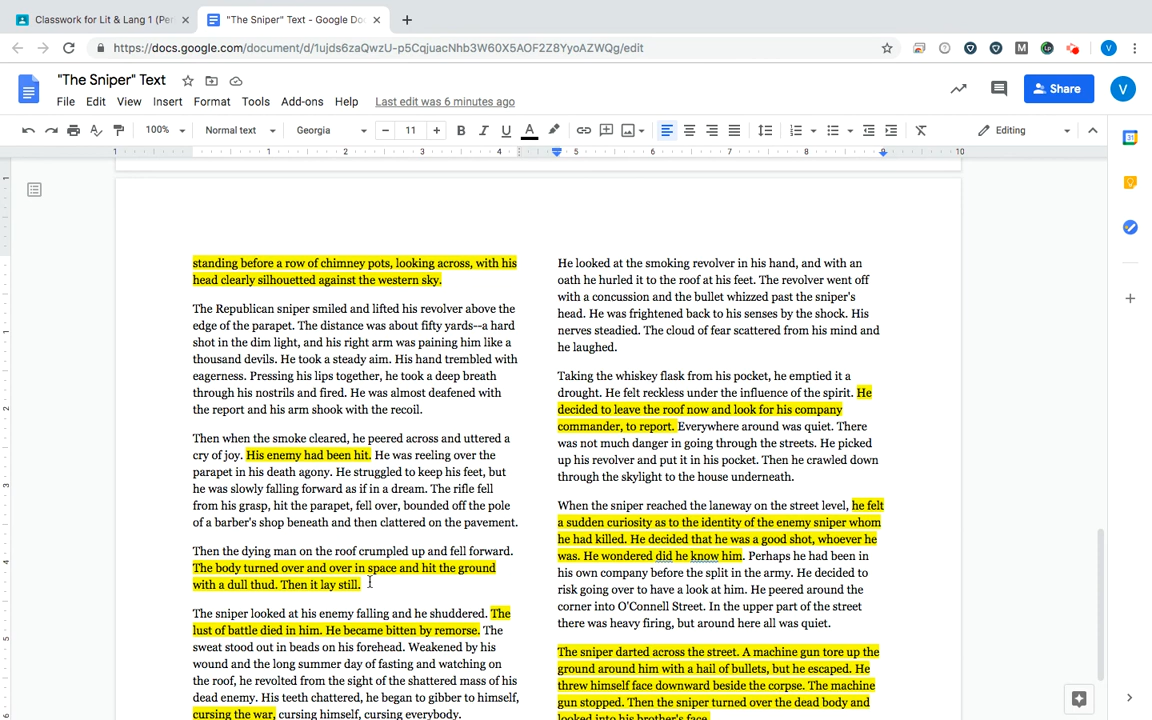 Classwork for Lit & Lang 1 (Per
"The Sniper" Text - Google Do
https://docs.google.com/document/d/1ujds6zaQwzU-p5CqjuacNhb3W60X5AOF2Z8YyoAZWQg/edit
"The Sniper" Text
File Edit View Insert Format Tools Add-ons Help Last edit was 6 minutes ago
Share
V
100% Normal text Georgia 11 Editing
standing before a row of chimney pots, looking across, with his
head clearly silhouetted against the western sky.
The Republican sniper smiled and lifted his revolver above the
edge of the parapet. The distance was about fifty yards--a hard
shot in the dim light, and his right arm was paining him like a
thousand devils. He took a steady aim. His hand trembled with
eagerness. Pressing his lips together, he took a deep breath
through his nostrils and fired. He was almost deafened with
the report and his arm shook with the recoil.
Then when the smoke cleared, he peered across and uttered a
cry of joy. His enemy had been hit. He was reeling over the
parapet in his death agony. He struggled to keep his feet, but
he was slowly falling forward as if in a dream. The rifle fell
from his grasp, hit the parapet, fell over, bounded off the pole
of a barber's shop beneath and then clattered on the pavement.
Then the dying man on the roof crumpled up and fell forward.
The body turned over and over in space and hit the ground
with a dull thud. Then it lay still.
The sniper looked at his enemy falling and he shuddered. The
lust of battle died in him. He became bitten by remorse. The
sweat stood out in beads on his forehead. Weakened by his
wound and the long summer day of fasting and watching on
the roof, he revolted from the sight of the shattered mass of his
dead enemy. His teeth chattered, he began to gibber to himself,
cursing the war, cursing himself, cursing everybody.
He looked at the smoking revolver in his hand, and with an
oath he hurled it to the roof at his feet. The revolver went off
with a concussion and the bullet whizzed past the sniper's
head. He was frightened back to his senses by the shock. His
nerves steadied. The cloud of fear scattered from his mind and
he laughed.
Taking the whiskey flask from his pocket, he emptied it a
drought. He felt reckless under the influence of the spirit. He
decided to leave the roof now and look for his company
commander, to report. Everywhere around was quiet. There
was not much danger in going through the streets. He picked
up his revolver and put it in his pocket. Then he crawled down
through the skylight to the house underneath.
When the sniper reached the laneway on the street level, he felt
a sudden curiosity as to the identity of the enemy sniper whom
he had killed. He decided that he was a good shot, whoever he
was. He wondered did he know him. Perhaps he had been in
his own company before the split in the army. He decided to
risk going over to have a look at him. He peered around the
corner into O'Connell Street. In the upper part of the street
there was heavy firing, but around here all was quiet.
The sniper darted across the street. A machine gun tore up the
ground around him with a hail of bullets, but he escaped. He
threw himself face downward beside the corpse. The machine
gun stopped. Then the sniper turned over the dead body and
looked into his brother's face.